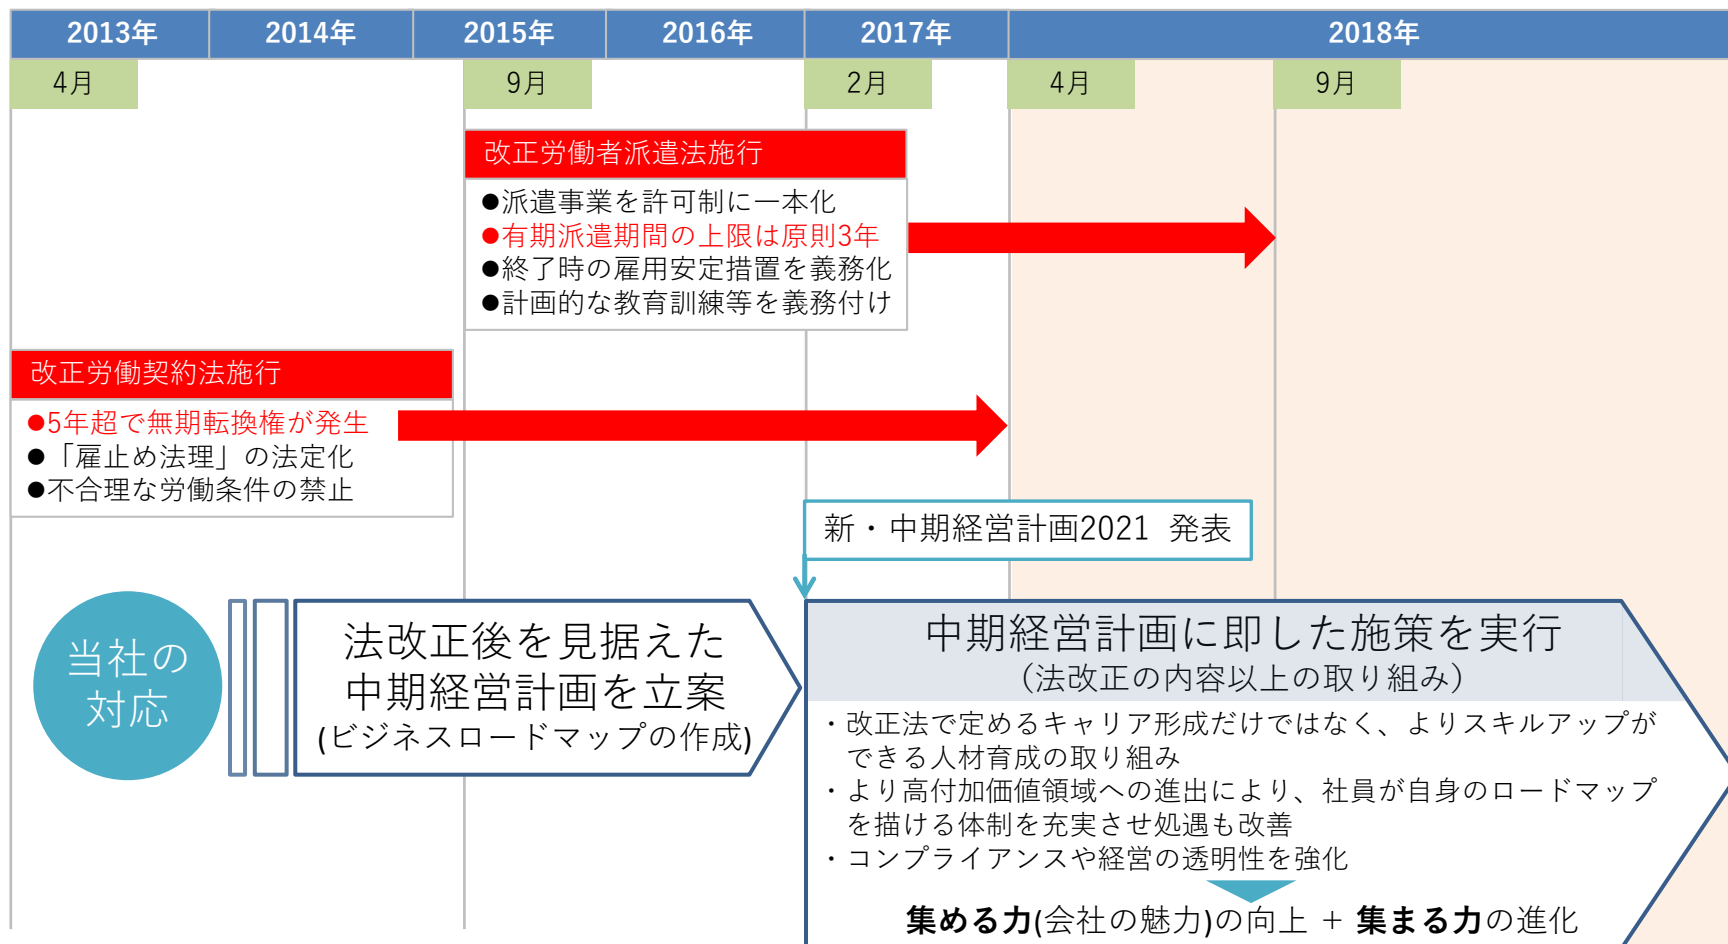 2013年
2014年
2015年
2016年
2017年
2018年
4月
9月
2月
4月
9月
改正労働者派遣法施行
●派遣事業を許可制に一本化
●有期派遣期間の上限は原則3年
●終了時の雇用安定措置を義務化
●計画的な教育訓練等を義務付け
改正労働契約法施行
●5年超で無期転換権が発生
●「雇止め法理」の法定化
●不合理な労働条件の禁止
新・中期経営計画2021 発表
当社の
対応
法改正後を見据えた
中期経営計画を立案
(ビジネスロードマップの作成)
中期経営計画に即した施策を実行
（法改正の内容以上の取り組み）
・改正法で定めるキャリア形成だけではなく、よりスキルアップが
できる人材育成の取り組み
・より高付加価値領域への進出により、社員が自身のロードマップ
を描ける体制を充実させ処遇も改善
・コンプライアンスや経営の透明性を強化
集める力(会社の魅力)の向上 + 集まる力の進化